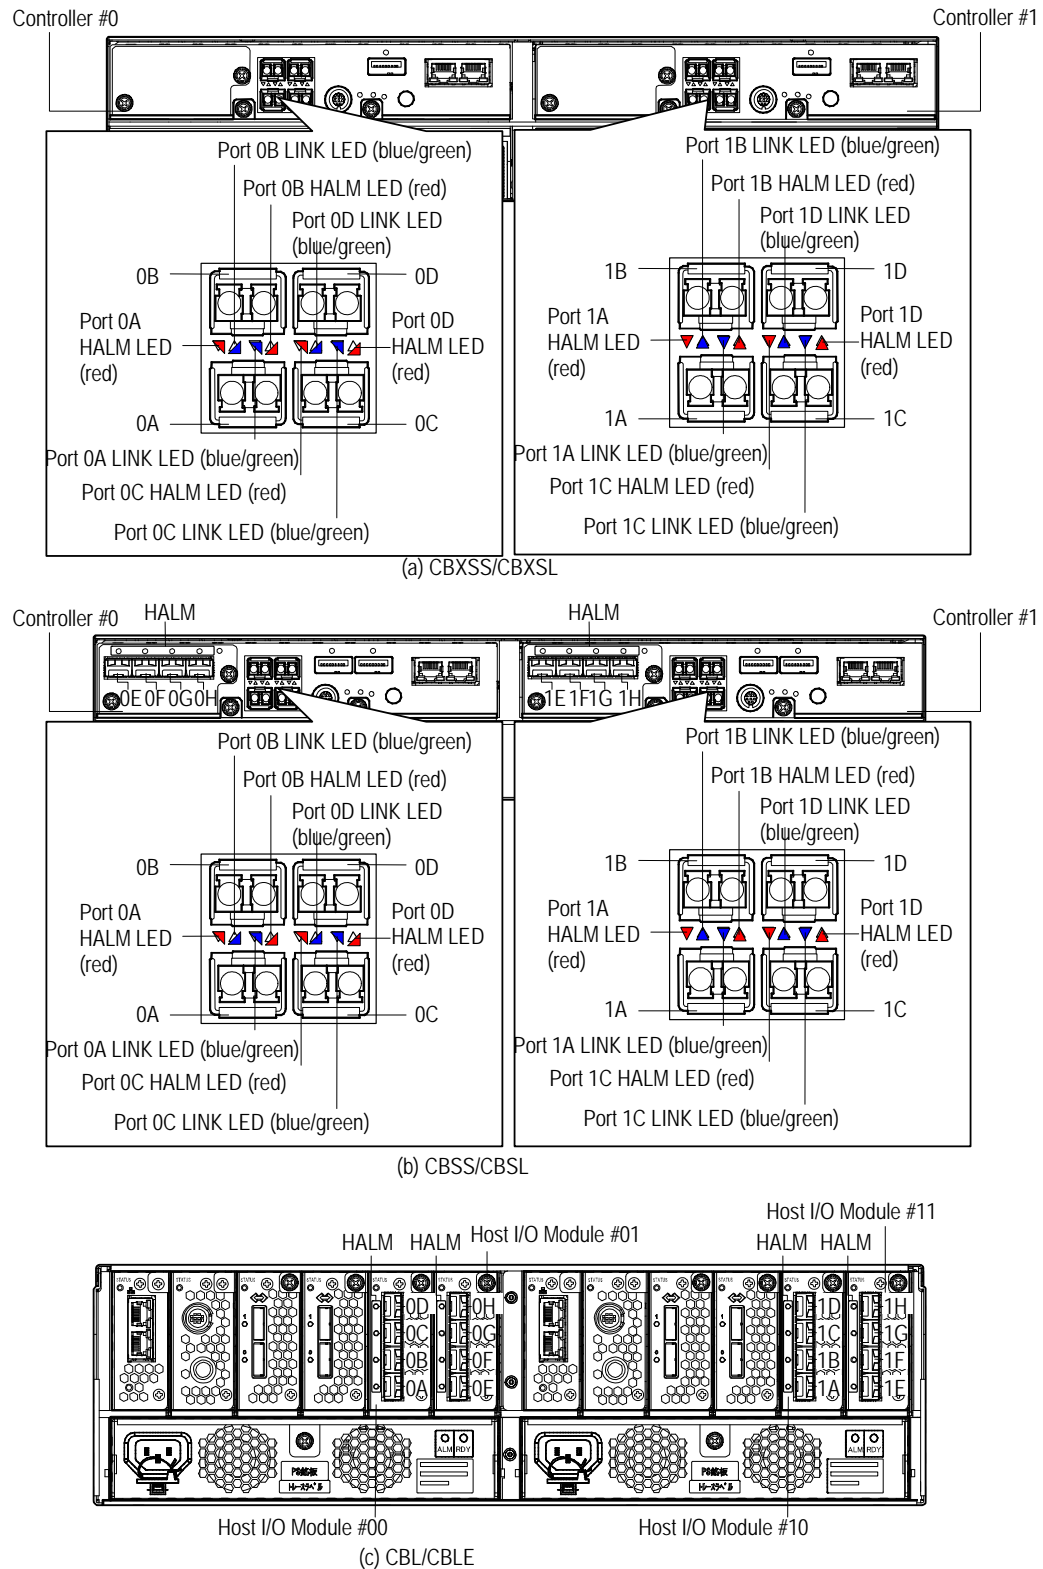 Controller #0
Controller #1
Port 0B LINK LED (blue/green)
Port 0B HALM LED (red)
Port 0D LINK LED
(blue/green)
0B
0D
Port 0A
HALM LED
(red)
Port 0D
HALM LED
(red)
0A
0C
Port 0A LINK LED (blue/green)
Port 0C HALM LED (red)
Port 0C LINK LED (blue/green)
Port 1B LINK LED (blue/green)
Port 1B HALM LED (red)
Port 1D LINK LED
(blue/green)
1B
1D
Port 1A
HALM LED
(red)
Port 1D
HALM LED
(red)
1A
1C
Port 1A LINK LED (blue/green)
Port 1C HALM LED (red)
Port 1C LINK LED (blue/green)
(a) CBXSS/CBXSL
Controller #0
HALM
HALM
Controller #1
0E 0F 0G 0H
1E 1F 1G 1H
Port 0B LINK LED (blue/green)
Port 0B HALM LED (red)
Port 0D LINK LED
(blue/green)
0B
0D
Port 0A
HALM LED
(red)
Port 0D
HALM LED
(red)
0A
0C
Port 0A LINK LED (blue/green)
Port 0C HALM LED (red)
Port 0C LINK LED (blue/green)
Port 1B LINK LED (blue/green)
Port 1B HALM LED (red)
Port 1D LINK LED
(blue/green)
1B
1D
Port 1A
HALM LED
(red)
Port 1D
HALM LED
(red)
1A
1C
Port 1A LINK LED (blue/green)
Port 1C HALM LED (red)
Port 1C LINK LED (blue/green)
(b) CBSS/CBSL
Host I/O Module #11
HALM HALM Host I/O Module #01
HALM HALM
STATUS STATUS STATUS STATUS STATUS STATUS
STATUS STATUS STATUS STATUS STATUS STATUS
0D 0H 1D 1H
0C 0G 1C 1G
0B 0F 1B 1F
0A 0E 1A 1E
ALM RDY
ALM RDY
Host I/O Module #00
Host I/O Module #10
(c) CBL/CBLE